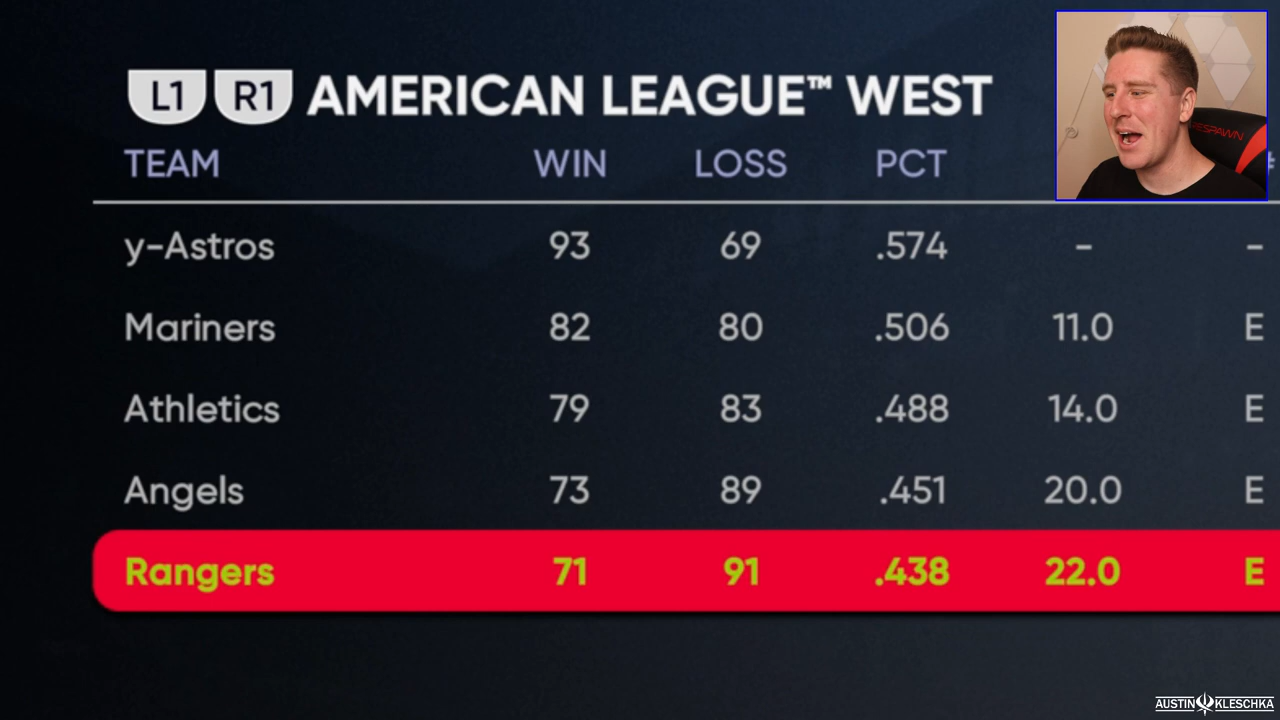 L1 R1 AMERICAN LEAGUE™ WEST
TEAM WIN LOSS PCT
y-Astros 93 69 .574 - -
Mariners 82 80 .506 11.0 E
Athletics 79 83 .488 14.0 E
Angels 73 89 .451 20.0 E
Rangers 71 91 .438 22.0 E
RESPAWN
AUSTIN KLESCHKA